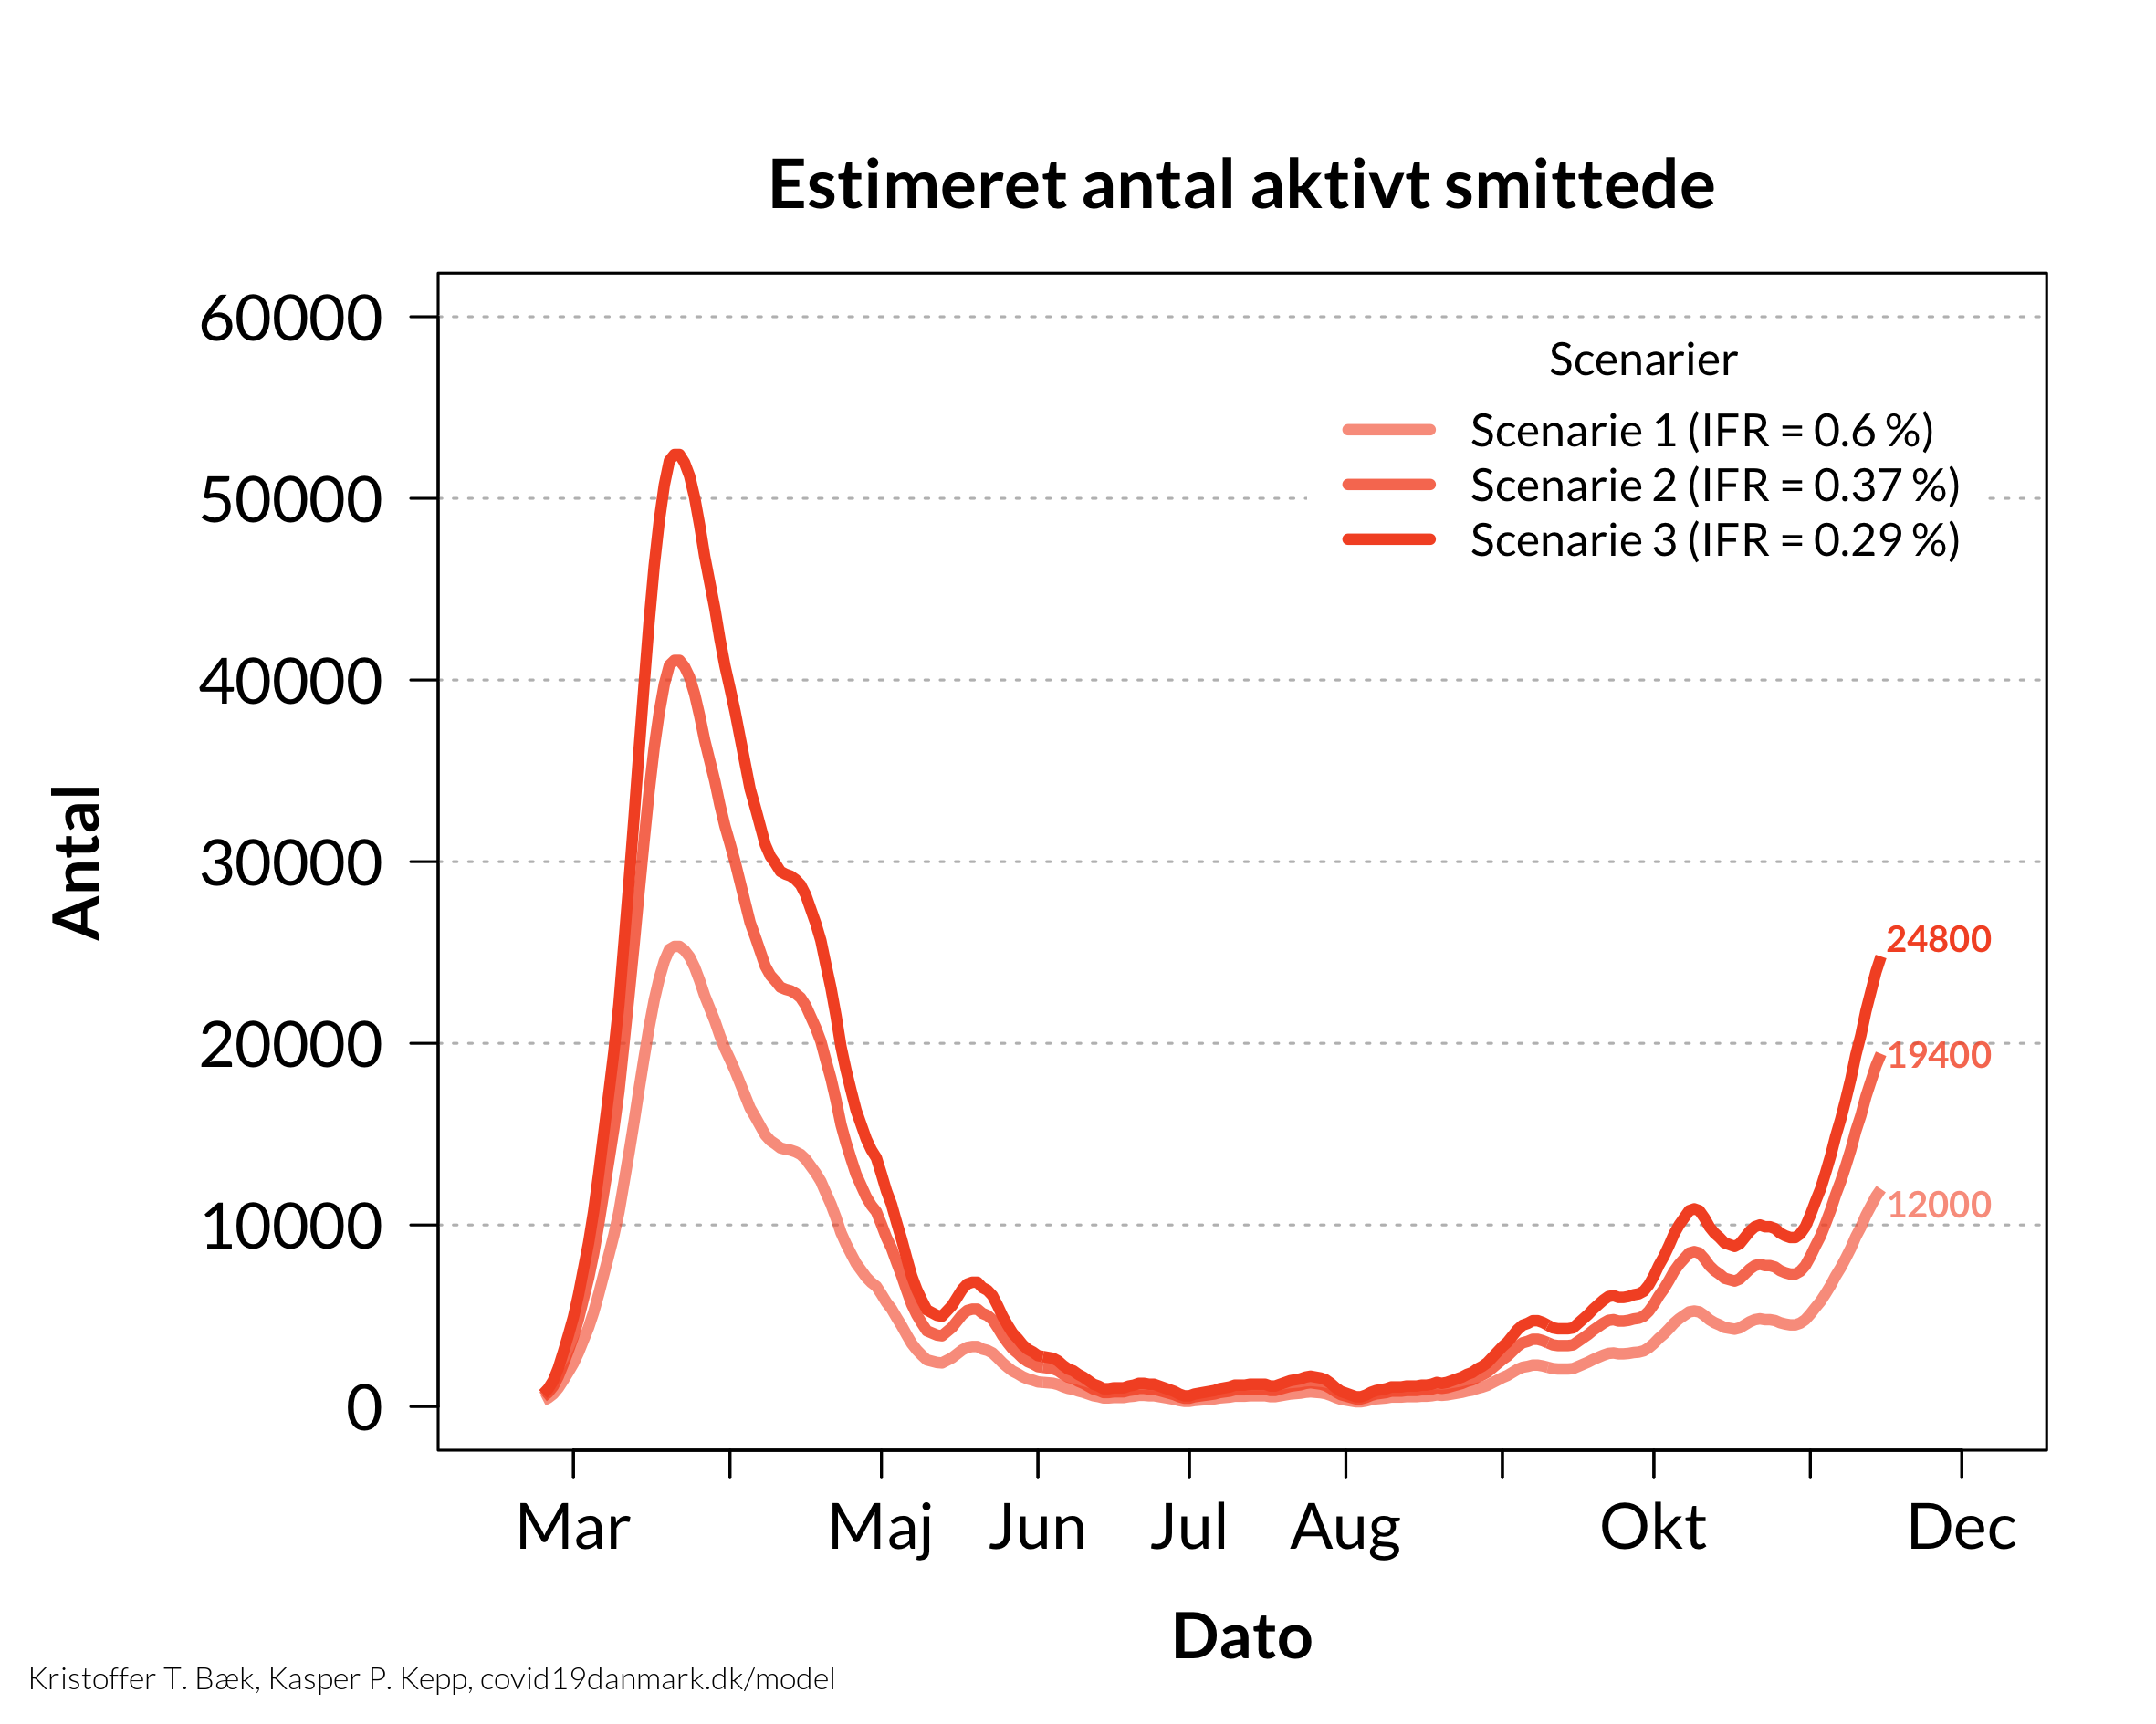 Estimeret antal aktivt smittede
60000
50000
40000
30000
20000
10000
0
Antal
Scenarier
Scenarie 1 (IFR = 0.6 %)
Scenarie 2 (IFR = 0.37 %)
Scenarie 3 (IFR = 0.29 %)
24800
19400
12000
Mar Maj Jun Jul Aug Okt Dec
Dato
Kristoffer T. Bæk, Kasper P. Kepp, covid19danmark.dk/model